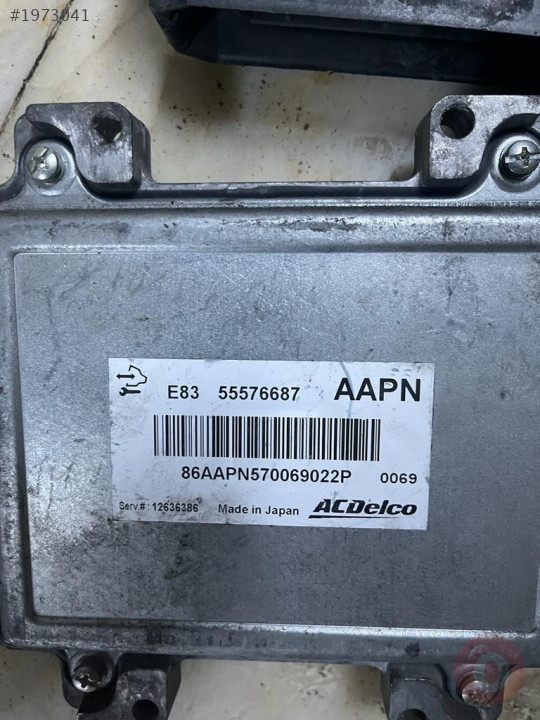 #1973041
E83 55576687 AAPN
86AAPN570069022P 0069
Serv.#: 12636386 Made in Japan ACDelco